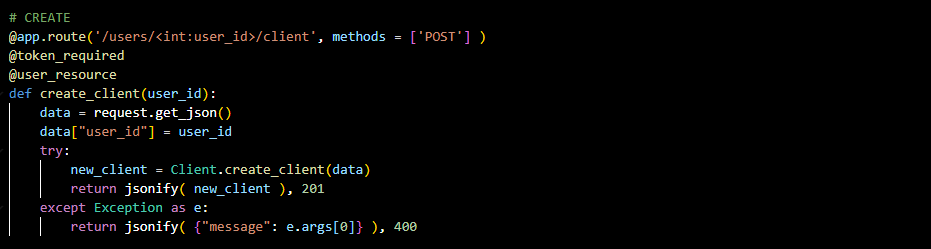 # CREATE
@app.route('/users/<int:user_id>/client', methods = ['POST'] )
@token_required
@user_resource
def create_client(user_id):
    data = request.get_json()
    data["user_id"] = user_id
    try:
        new_client = Client.create_client(data)
        return jsonify( new_client ), 201
    except Exception as e:
        return jsonify( {"message": e.args[0]} ), 400